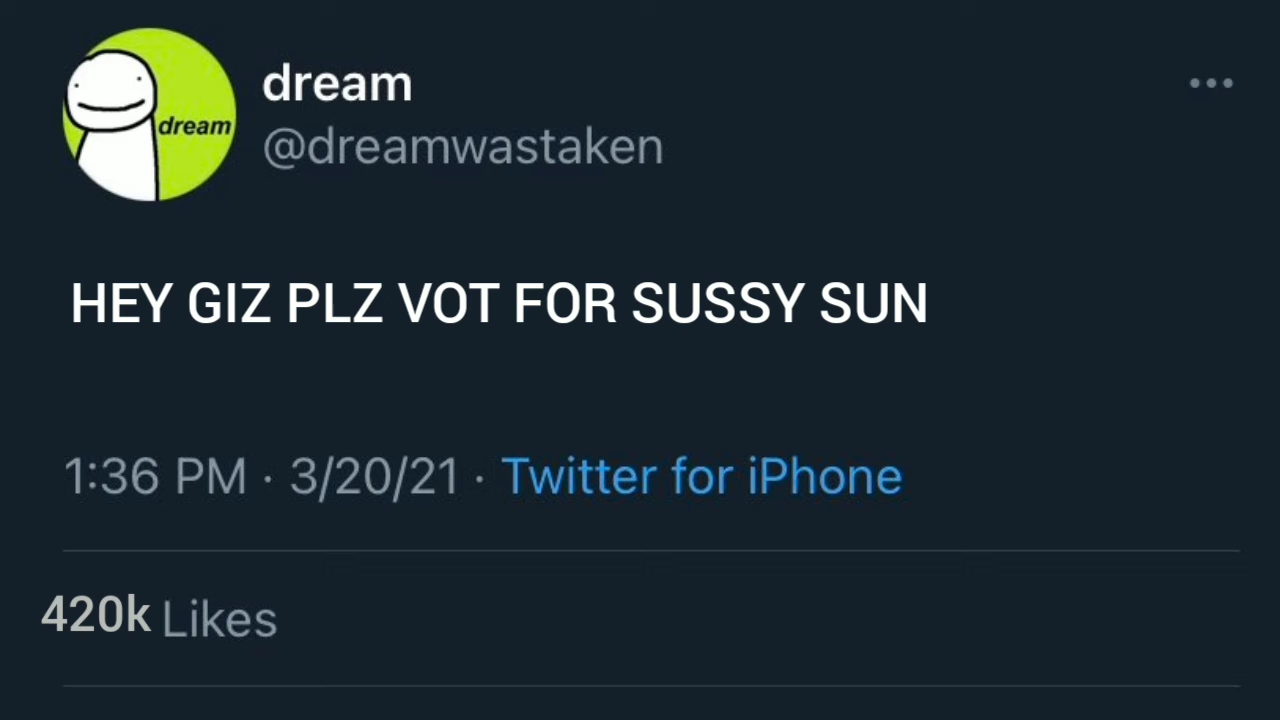 dream
dream
@dreamwastaken
HEY GIZ PLZ VOT FOR SUSSY SUN
1:36 PM · 3/20/21 · Twitter for iPhone
420k Likes